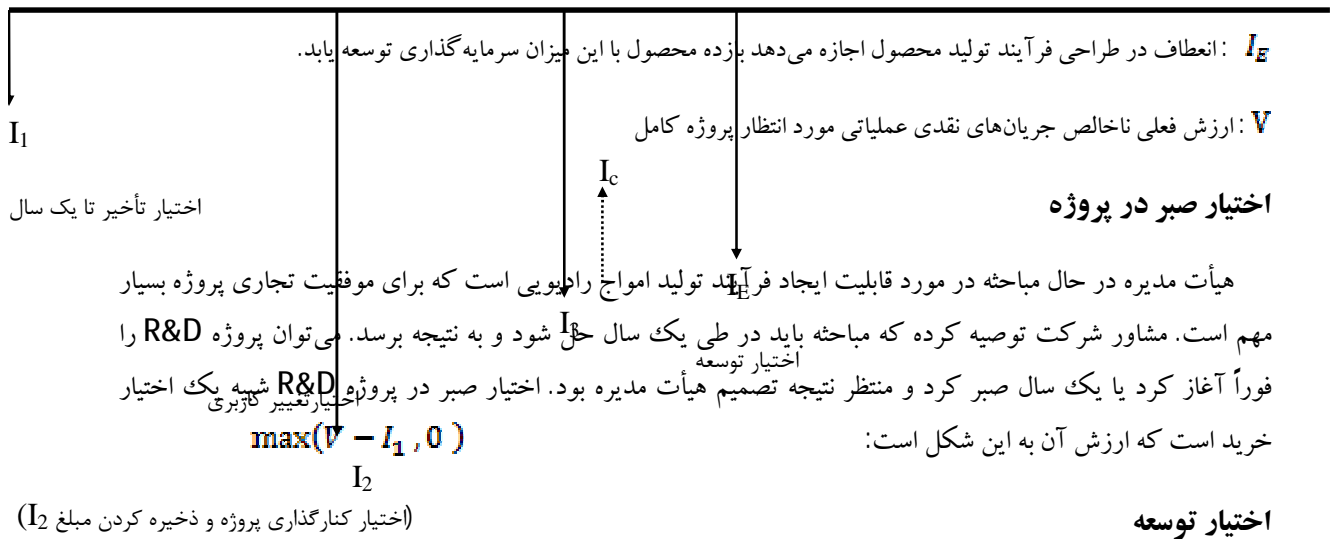 I_E : انعطاف در طراحی فرآیند تولید محصول اجازه می‌دهد بازده محصول با این میزان سرمایه‌گذاری توسعه یابد.
I1
V : ارزش فعلی ناخالص جریان‌های نقدی عملیاتی مورد انتظار پروژه کامل
Ic
اختیار صبر در پروژه
اختیار تأخیر تا یک سال
هیأت مدیره در حال مباحثه در مورد قابلیت ایجاد فرآیند تولید امواج رادیویی است که برای موفقیت تجاری پروژه بسیار
IE
مهم است. مشاور شرکت توصیه کرده که مباحثه باید در طی یک سال حل شود و به نتیجه برسد. می‌توان پروژه R&D را
I3
اختیار توسعه
فوراً آغاز کرد یا یک سال صبر کرد و منتظر نتیجه تصمیم هیأت مدیره بود. اختیار صبر در پروژه R&D شبیه یک اختیار
اختیار تغییر کاربری
خرید است که ارزش آن به این شکل است: max(V − I1 , 0 )
I2
(اختیار کنارگذاری پروژه و ذخیره کردن مبلغ I2)
اختیار توسعه